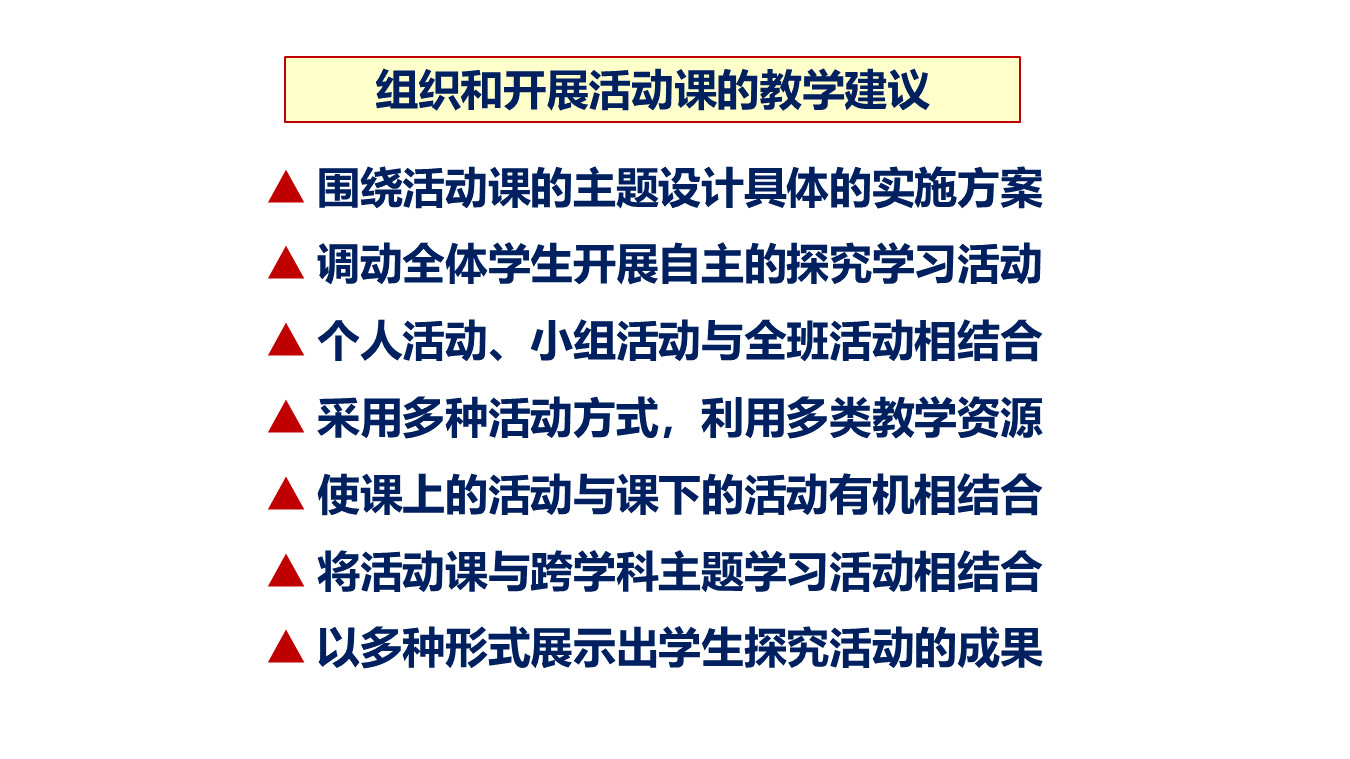 组织和开展活动课的教学建议
▲ 围绕活动课的主题设计具体的实施方案
▲ 调动全体学生开展自主的探究学习活动
▲ 个人活动、小组活动与全班活动相结合
▲ 采用多种活动方式，利用多类教学资源
▲ 使课上的活动与课下的活动有机相结合
▲ 将活动课与跨学科主题学习活动相结合
▲ 以多种形式展示出学生探究活动的成果